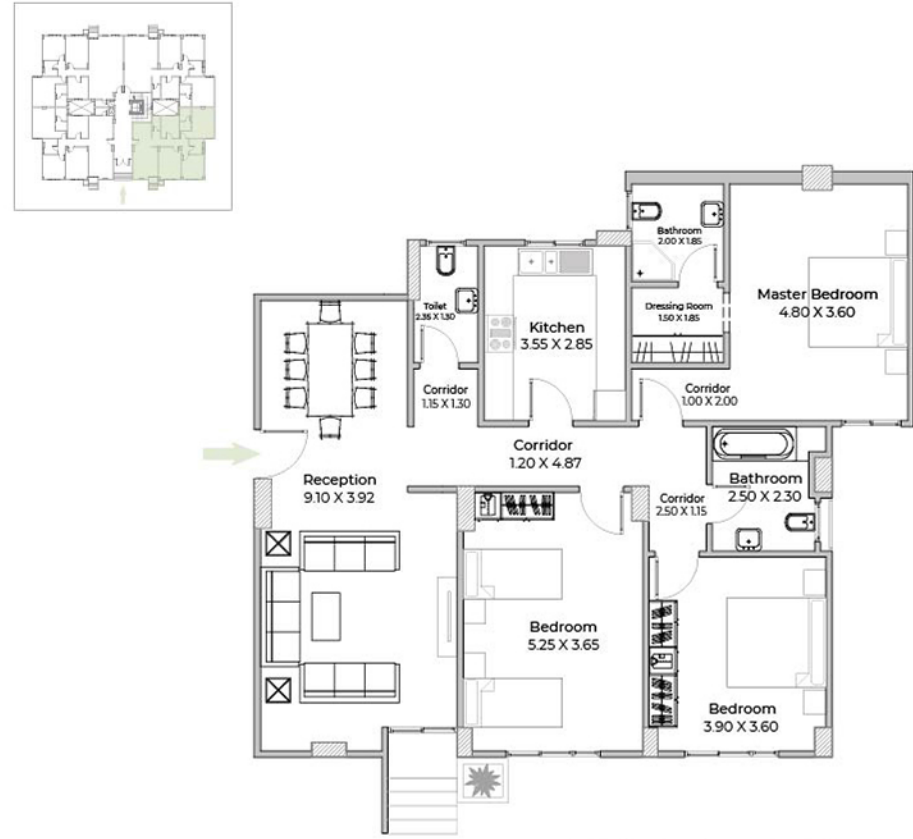 Bathroom
2.00 X 1.85
Master Bedroom
4.80 X 3.60
Toilet
2.35 X 1.30
Dressing Room
1.50 X 1.85
Kitchen
3.55 X 2.85
Corridor
1.15 X 1.30
Corridor
1.00 X 2.00
Corridor
1.20 X 4.87
Reception
9.10 X 3.92
Bathroom
2.50 X 2.30
Corridor
2.50 X 1.15
Bedroom
5.25 X 3.65
Bedroom
3.90 X 3.60